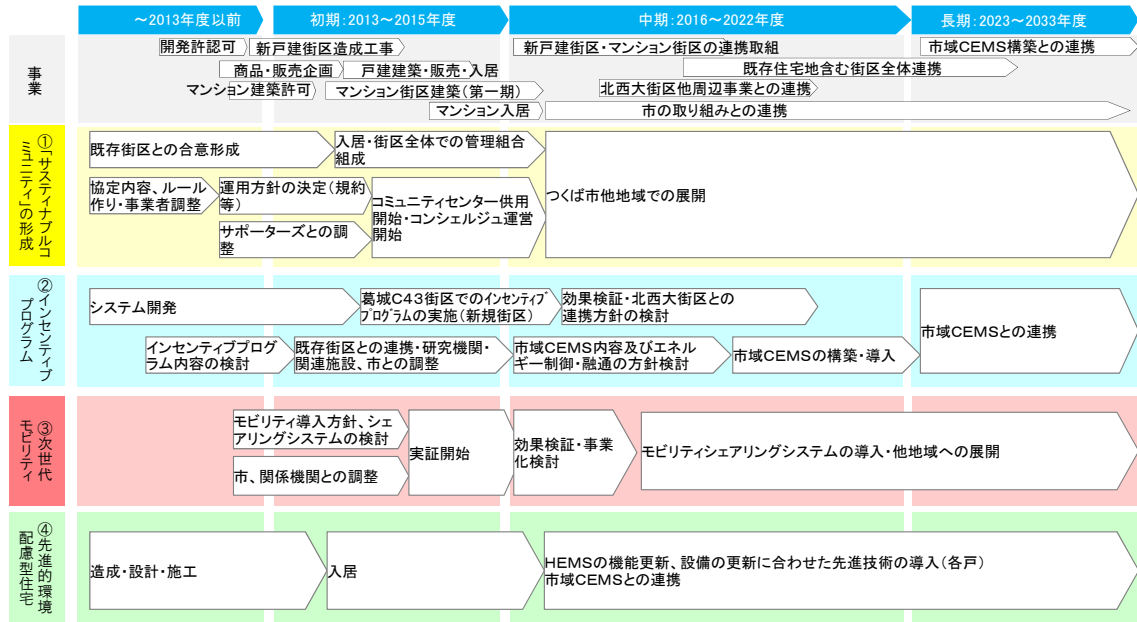 ～2013年度以前
初期：2013～2015年度
中期：2016～2022年度
長期：2023～2033年度
事業
開発許認可
新戸建街区造成工事
新戸建街区・マンション街区の連携取組
市域CEMS構築との連携
商品・販売企画
戸建建築・販売・入居
既存住宅地含む街区全体連携
マンション建築許可
マンション街区建築（第一期）
北西大街区他周辺事業との連携
マンション入居
市の取り組みとの連携
①「サスティナブルコ
ミュニティ」の形成
既存街区との合意形成
入居・街区全体での管理組合
組成
協定内容、ルール
作り・事業者調整
運用方針の決定（規約
等）
サポーターズとの調
整
コミュニティセンター供用
開始・コンシェルジュ運営
開始
つくば市他地域での展開
②インセンティブ
プログラム
システム開発
葛城C43街区でのインセンティブ
プログラムの実施（新規街区）
効果検証・北西大街区との
連携方針の検討
インセンティブプログ
ラム内容の検討
既存街区との連携・研究機関・
関連施設、市との調整
市域CEMS内容及びエネル
ギー制御・融通の方針検討
市域CEMSの構築・導入
市域CEMSとの連携
③次世代
モビリティ
モビリティ導入方針、シェ
アリングシステムの検討
市、関係機関との調整
実証開始
効果検証・事業
化検討
モビリティシェアリングシステムの導入・他地域への展開
④先進的環境
配慮型住宅
造成・設計・施工
入居
HEMSの機能更新、設備の更新に合わせた先進技術の導入（各戸）
市域CEMSとの連携